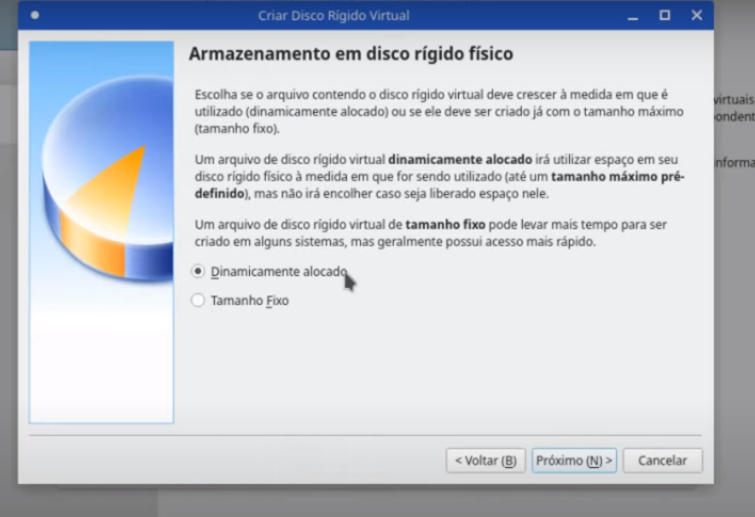 Criar Disco Rígido Virtual
Armazenamento em disco rígido físico
Escolha se o arquivo contendo o disco rígido virtual deve crescer à medida em que é
utilizado (dinamicamente alocado) ou se ele deve ser criado já com o tamanho máximo
(tamanho fixo).
Um arquivo de disco rígido virtual dinamicamente alocado irá utilizar espaço em seu
disco rígido físico à medida em que for sendo utilizado (até um tamanho máximo pré-
definido), mas não irá encolher caso seja liberado espaço nele.
Um arquivo de disco rígido virtual de tamanho fixo pode levar mais tempo para ser
criado em alguns sistemas, mas geralmente possui acesso mais rápido.
Dinamicamente alocado
Tamanho Fixo
< Voltar (B) Próximo (N) > Cancelar
virtuais